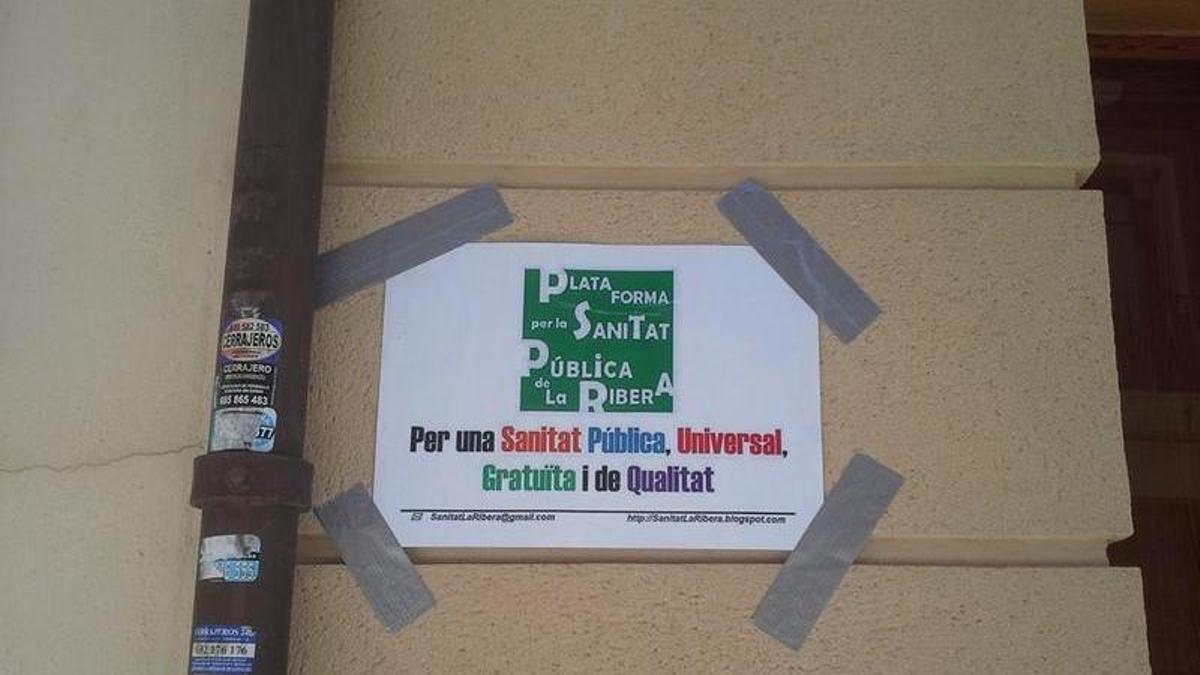 PLATA
FORMA
per la SANITAT
PÚBLICA
de La RIBERA
Per una Sanitat Pública, Universal,
Gratuïta i de Qualitat
SanitatLaRibera@gmail.com http://SanitatLaRibera.blogspot.com
CERRAJEROS
CERRAJERO
685 865 483